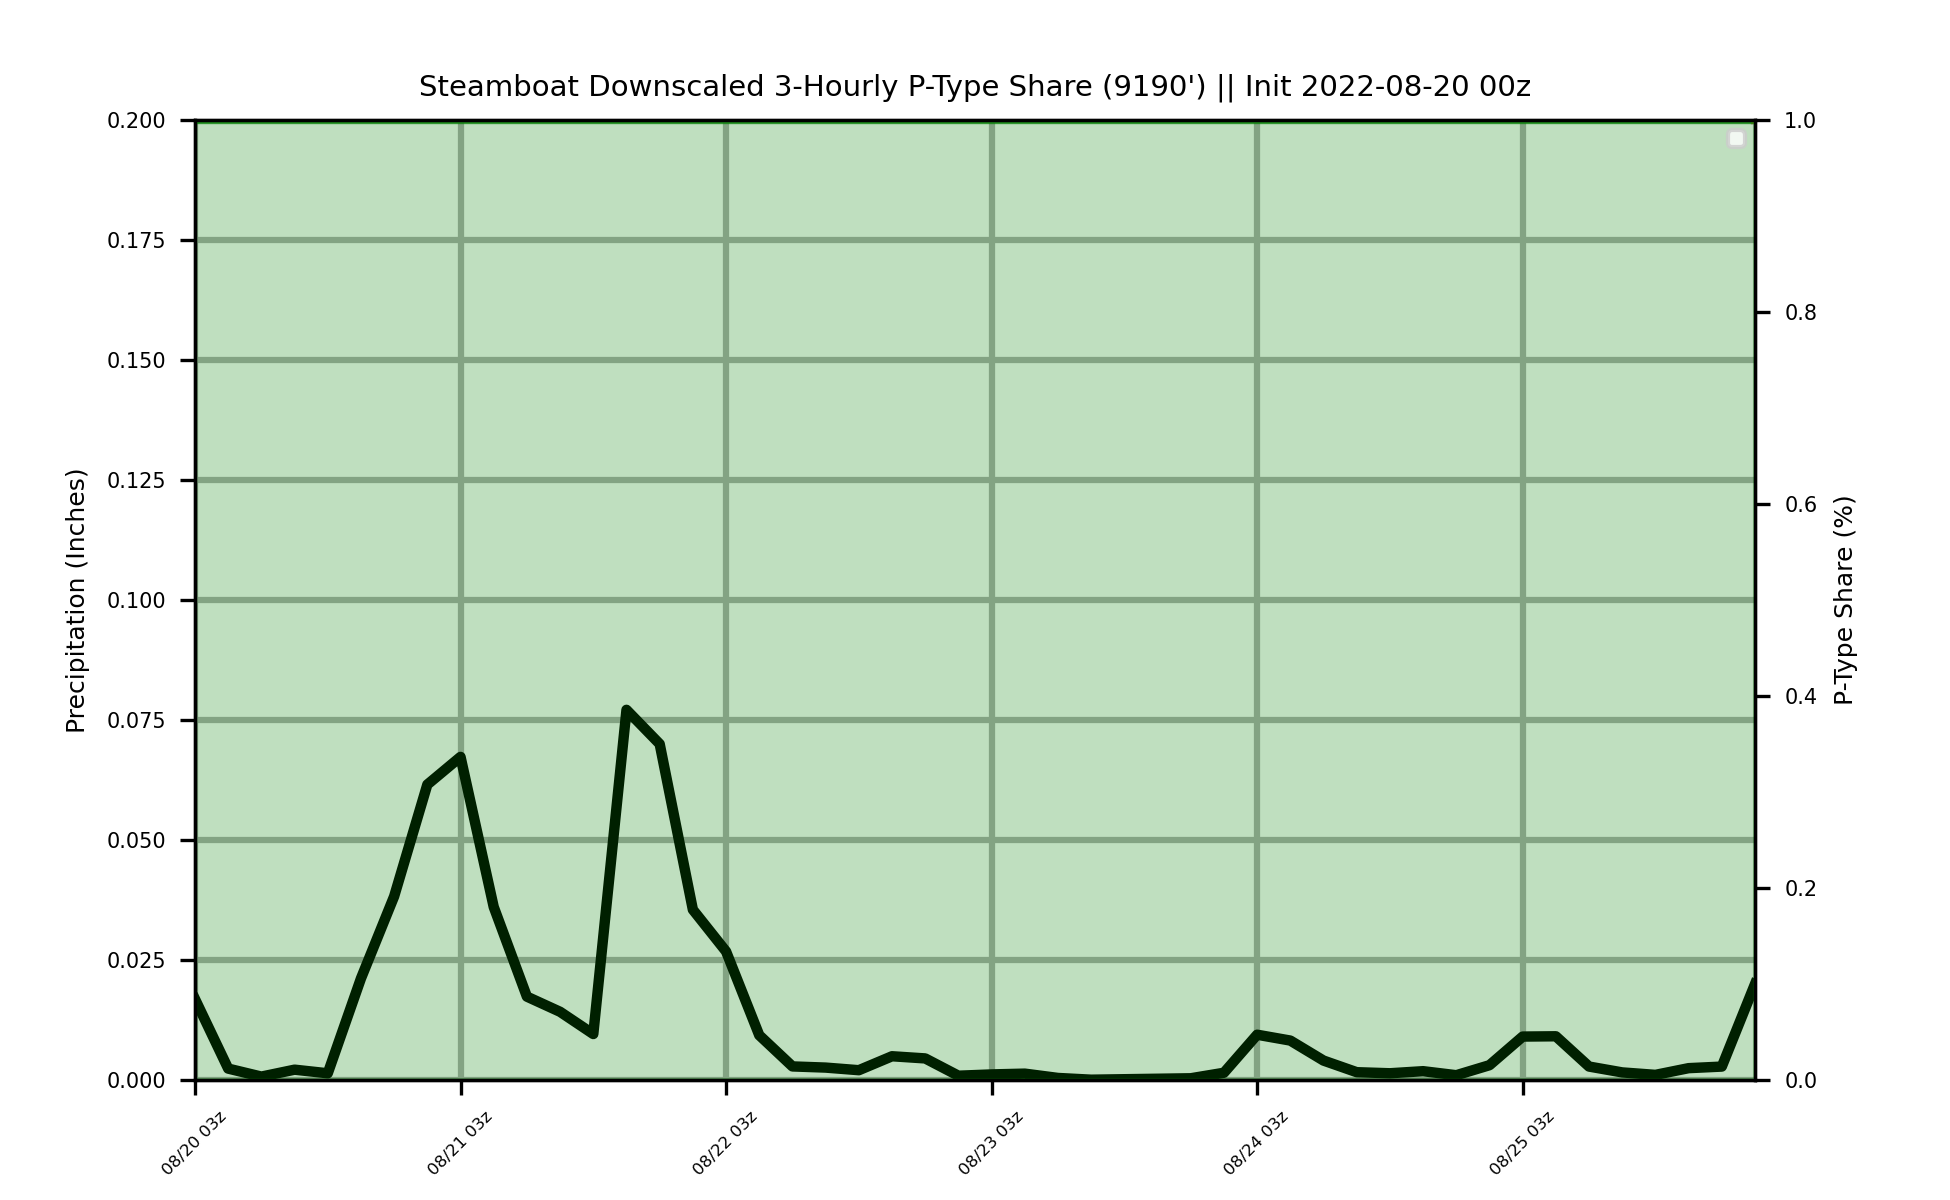 Steamboat Downscaled 3-Hourly P-Type Share (9190') || Init 2022-08-20 00z
Precipitation (Inches)
0.200
0.175
0.150
0.125
0.100
0.075
0.050
0.025
0.000
1.0
0.8
0.6
0.4
0.2
0.0
P-Type Share (%)
08/20 03z
08/21 03z
08/22 03z
08/23 03z
08/24 03z
08/25 03z